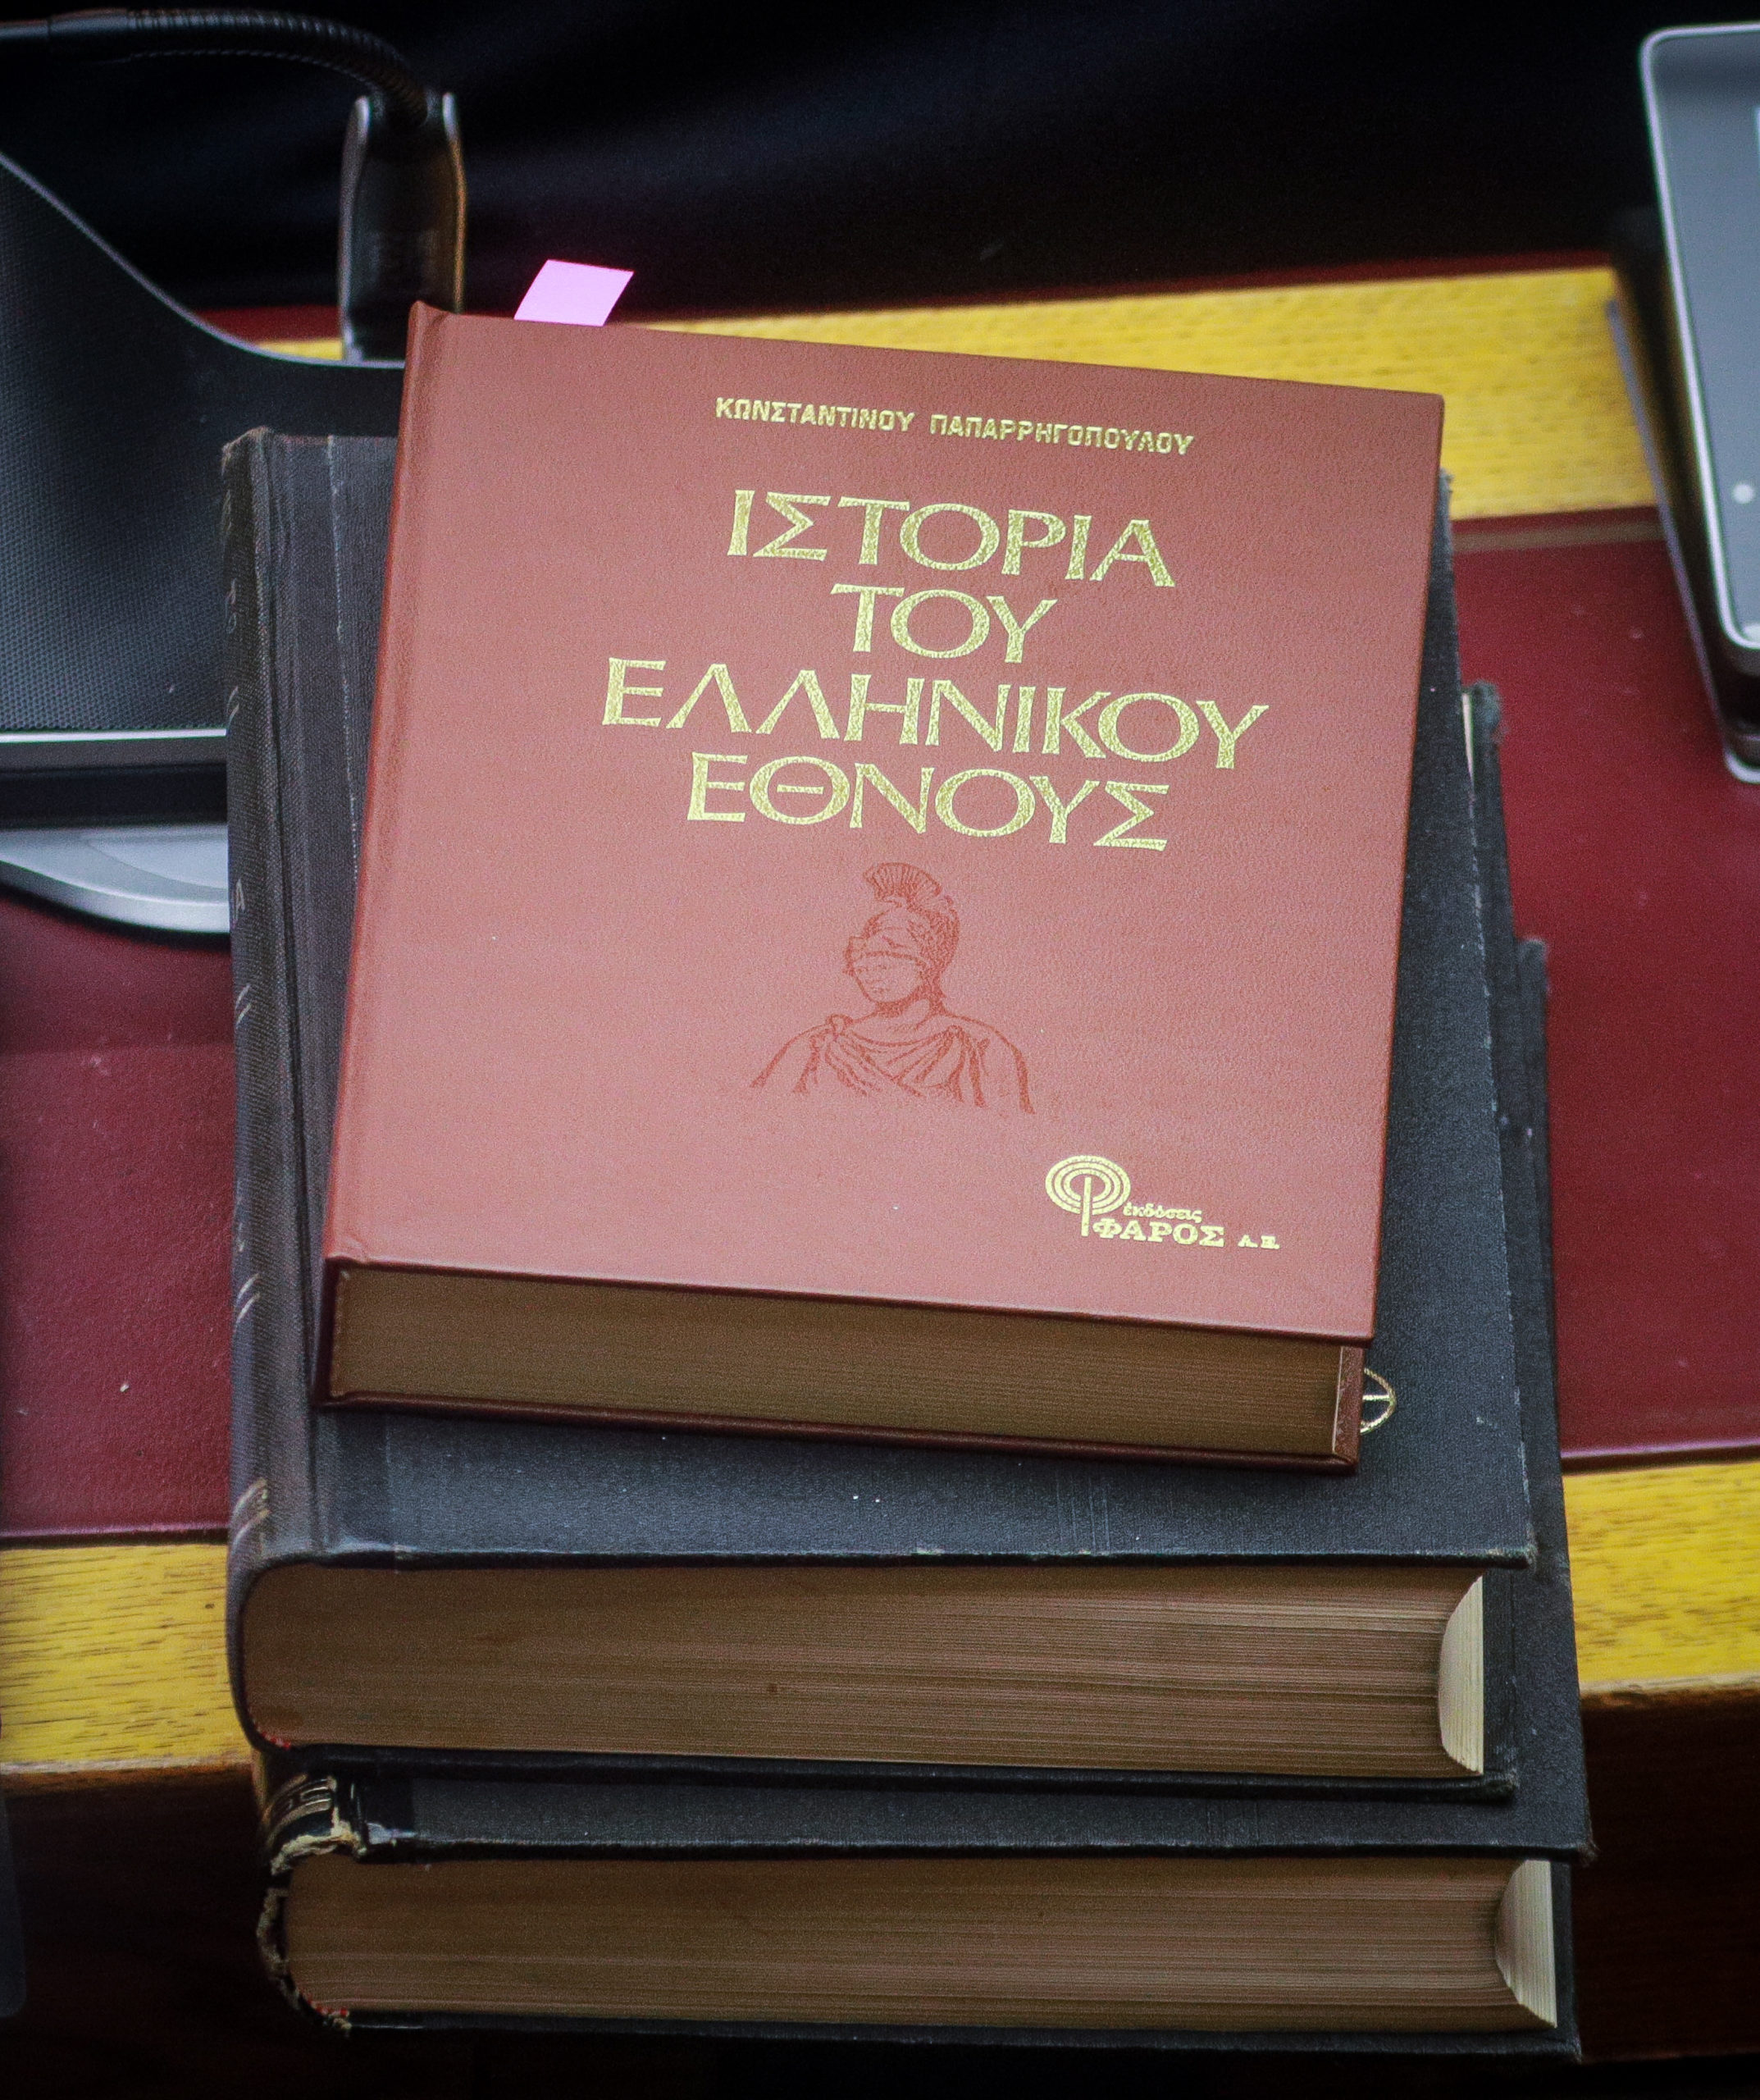 ΚΩΝΣΤΑΝΤΙΝΟΥ ΠΑΠΑΡΡΗΓΟΠΟΥΛΟΥ
ΙΣΤΟΡΙΑ
ΤΟΥ
ΕΛΛΗΝΙΚΟΥ
ΕΘΝΟΥΣ
ἐκδόσεις
ΦΑΡΟΣ Α.Ε.